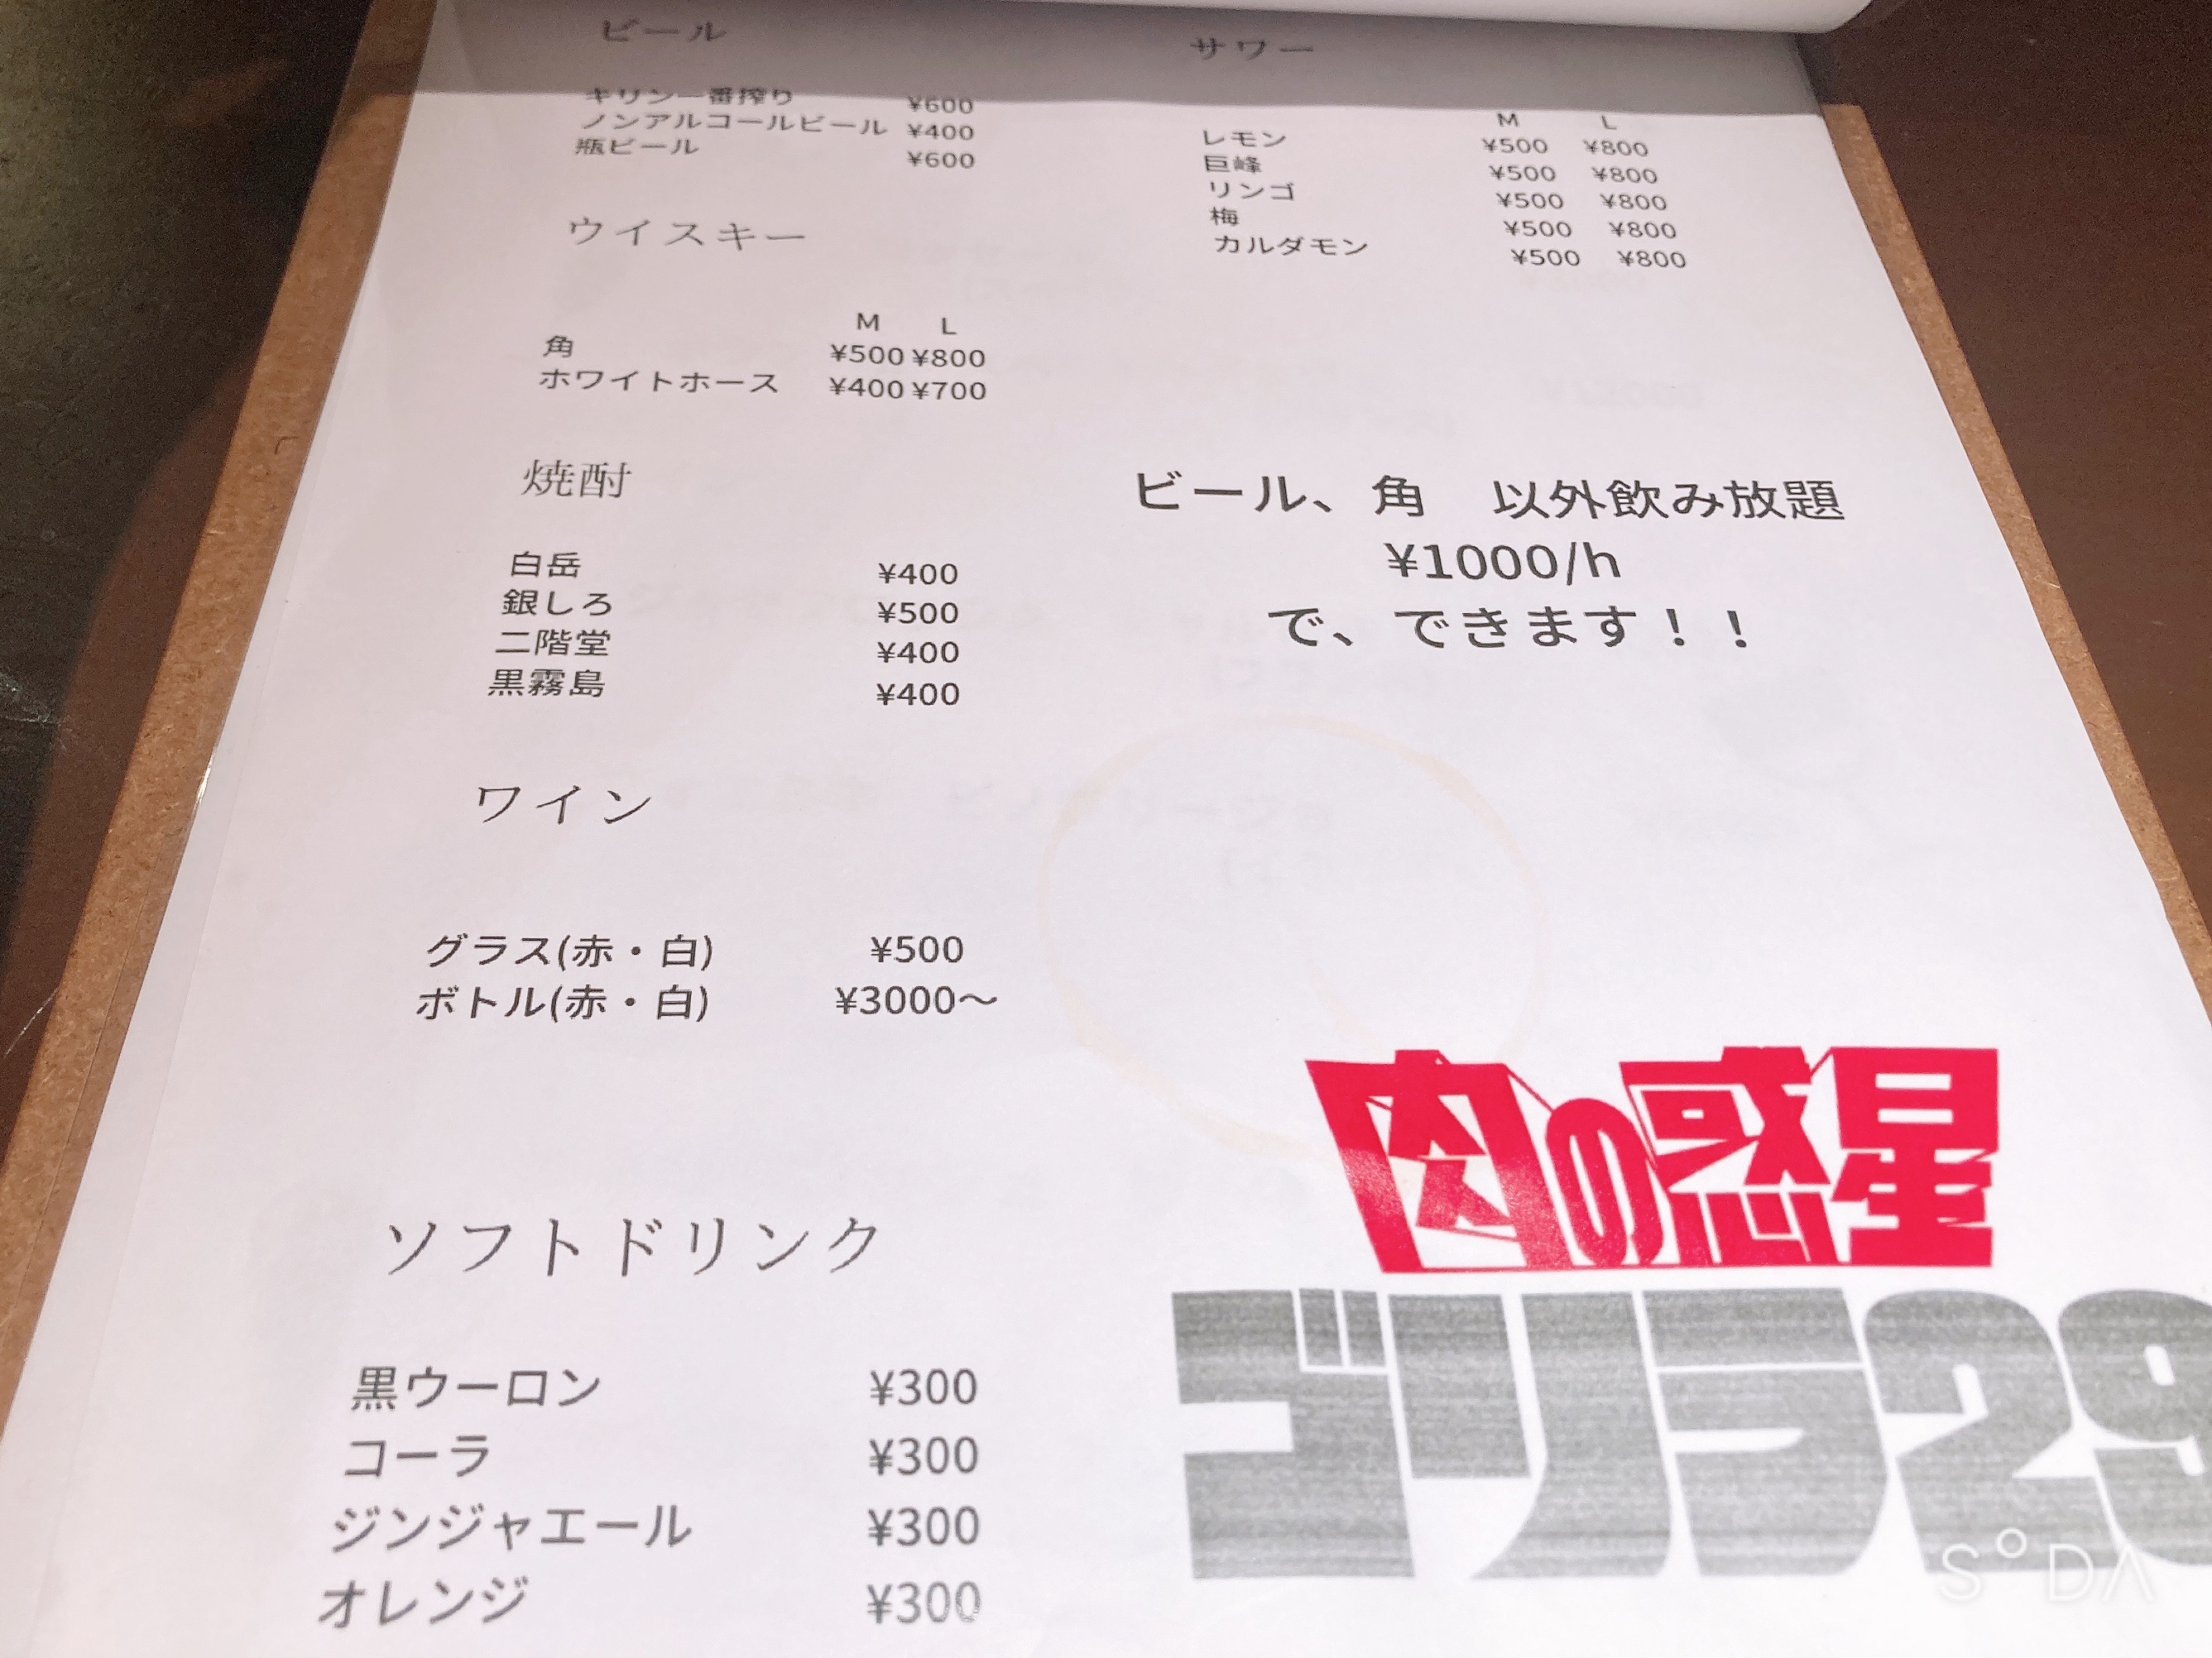 ビール
キリン一番搾り ¥600
ノンアルコールビール ¥400
瓶ビール ¥600
ウイスキー
M L
角 ¥500 ¥800
ホワイトホース ¥400 ¥700
焼酎
白岳 ¥400
銀しろ ¥500
二階堂 ¥400
黒霧島 ¥400
ワイン
グラス(赤・白) ¥500
ボトル(赤・白) ¥3000〜
ソフトドリンク
黒ウーロン ¥300
コーラ ¥300
ジンジャエール ¥300
オレンジ ¥300
サワー
M L
レモン ¥500 ¥800
巨峰 ¥500 ¥800
リンゴ ¥500 ¥800
梅 ¥500 ¥800
カルダモン ¥500 ¥800
ビール、角 以外飲み放題
¥1000/h
で、できます！！
肉の惑星
ゴリラ29
SODA